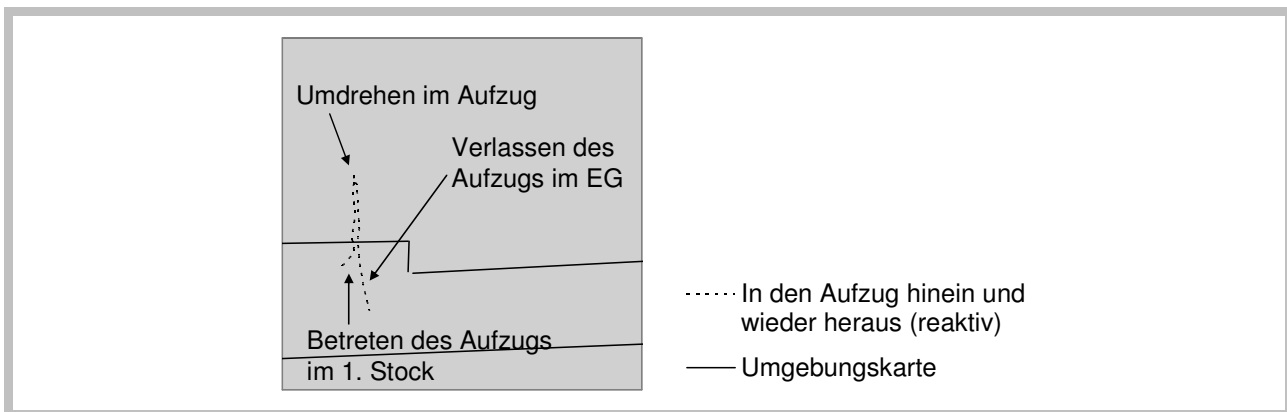 Umdrehen im Aufzug
Verlassen des
Aufzugs im EG
Betreten des Aufzugs
im 1. Stock
In den Aufzug hinein und
wieder heraus (reaktiv)
Umgebungskarte